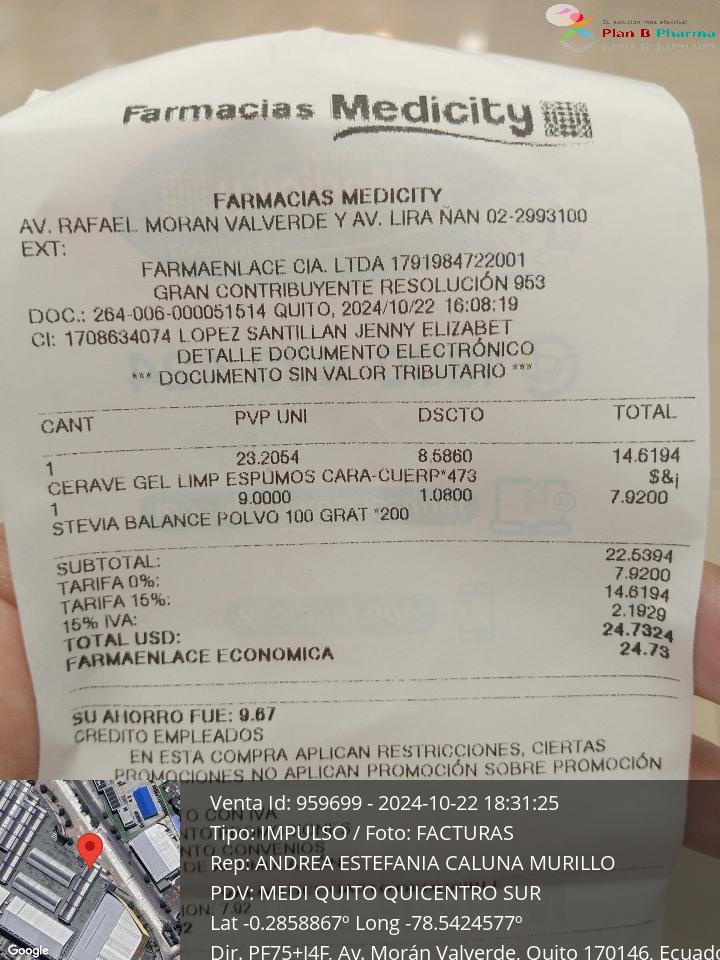 Su solucion mas efectiva!
Plan B Pharma
Farmacias Medicity
FARMACIAS MEDICITY
AV. RAFAEL MORAN VALVERDE Y AV. LIRA ÑAN 02-2993100
EXT:
FARMAENLACE CIA. LTDA 1791984722001
GRAN CONTRIBUYENTE RESOLUCIÓN 953
DOC.: 264-006-000051514 QUITO, 2024/10/22 16:08:19
CI: 1708634074 LOPEZ SANTILLAN JENNY ELIZABET
DETALLE DOCUMENTO ELECTRÓNICO
*** DOCUMENTO SIN VALOR TRIBUTARIO ***
CANT PVP UNI DSCTO TOTAL
1 23.2054 8.5860 14.6194
CERAVE GEL LIMP ESPUMOS CARA-CUERP*473 $&¡
1 9.0000 1.0800 7.9200
STEVIA BALANCE POLVO 100 GRAT *200
SUBTOTAL: 22.5394
TARIFA 0%: 7.9200
TARIFA 15%: 14.6194
15% IVA: 2.1929
TOTAL USD: 24.7324
FARMAENLACE ECONOMICA 24.73
SU AHORRO FUE: 9.67
CREDITO EMPLEADOS
EN ESTA COMPRA APLICAN RESTRICCIONES, CIERTAS
PROMOCIONES NO APLICAN PROMOCIÓN SOBRE PROMOCIÓN
Venta Id: 959699 - 2024-10-22 18:31:25
Tipo: IMPULSO / Foto: FACTURAS
Rep: ANDREA ESTEFANIA CALUNA MURILLO
PDV: MEDI QUITO QUICENTRO SUR
Lat -0.2858867º Long -78.5424577º
Dir. PF75+J4F, Av. Morán Valverde, Quito 170146, Ecuado
Google